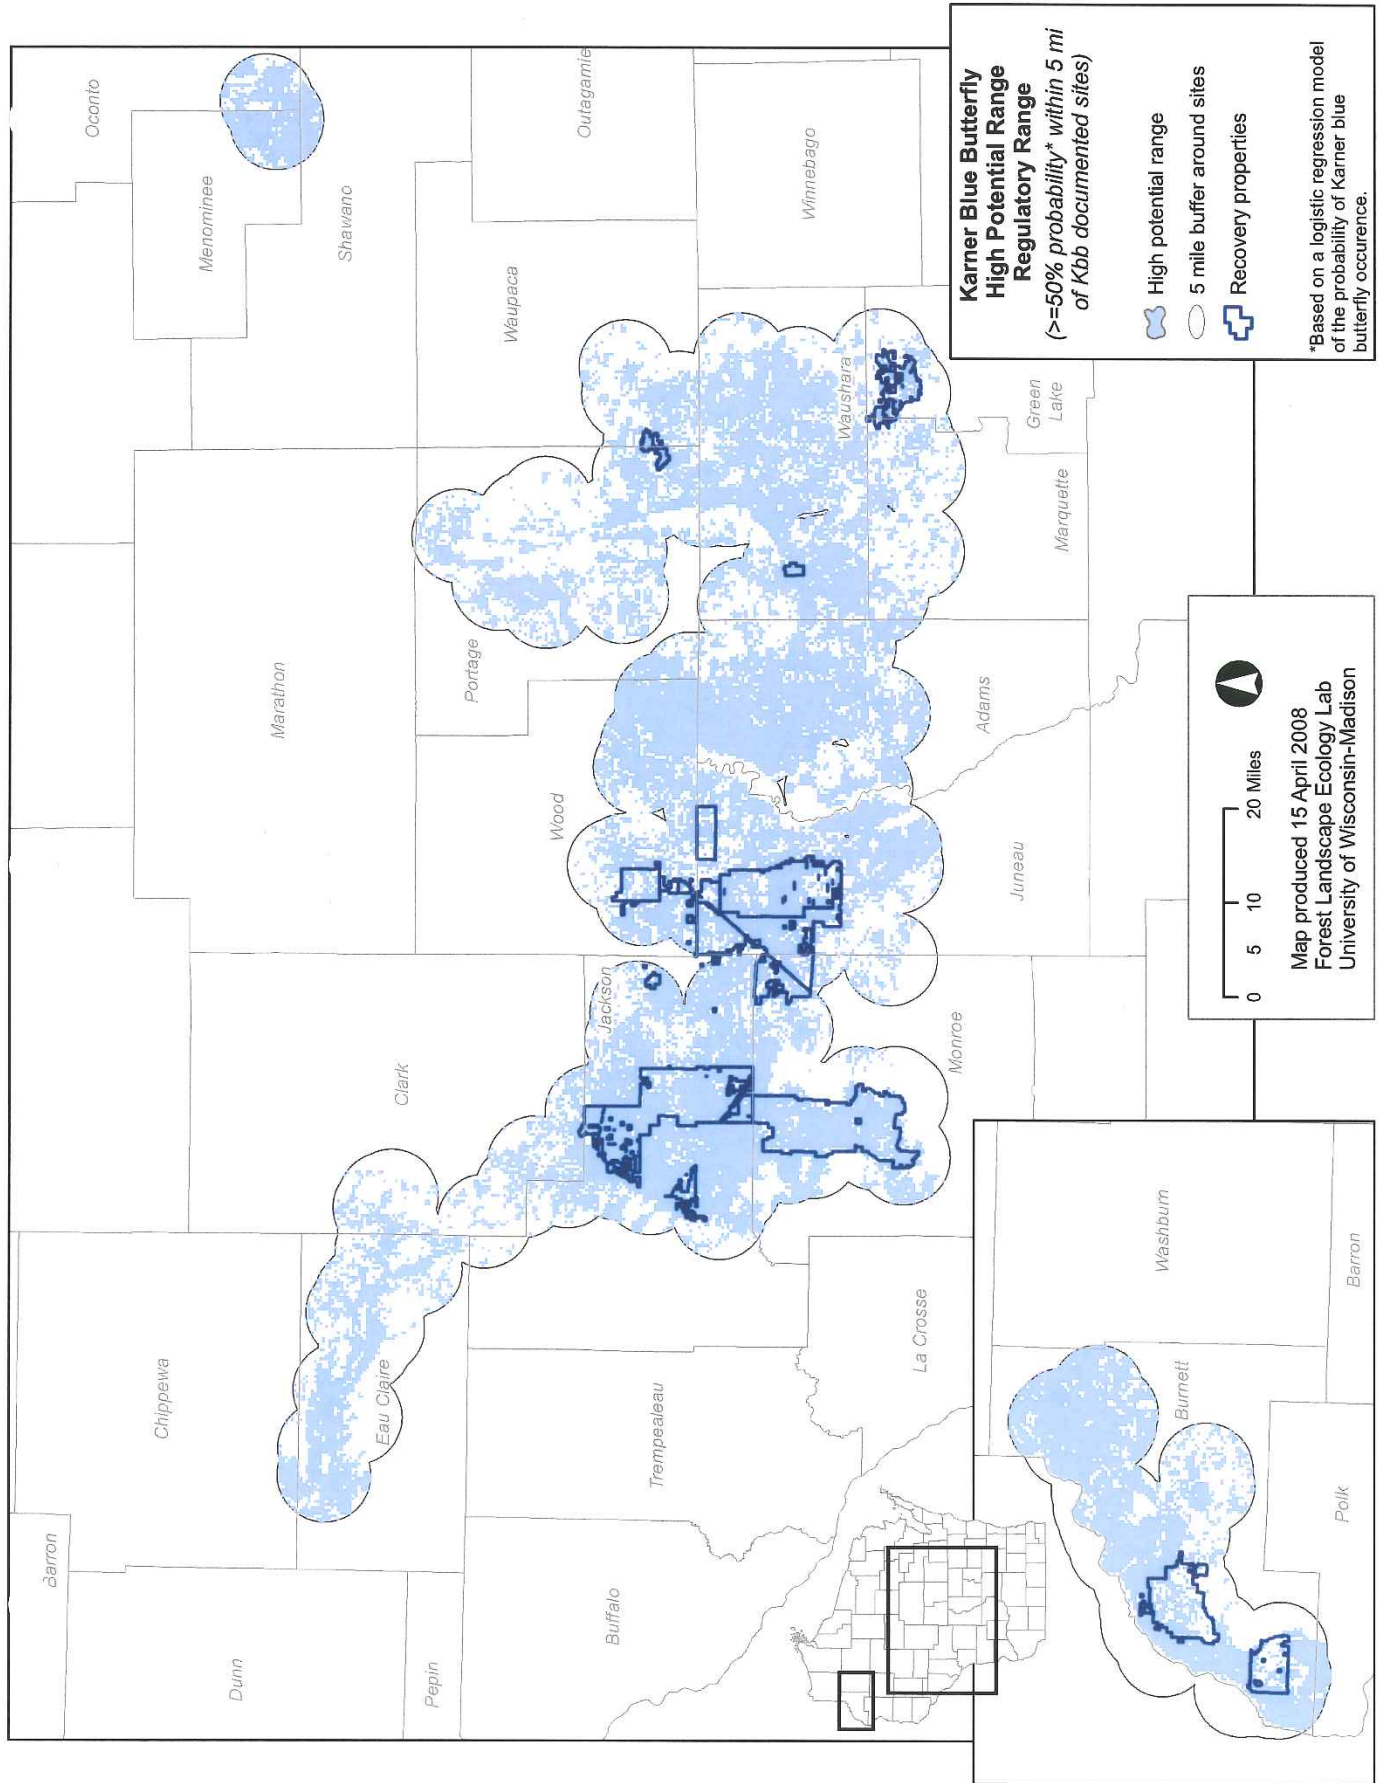 Barron
Chippewa
Dunn
Eau Claire
Pepin
Buffalo
Trempealeau
La Crosse
Clark
Jackson
Monroe
Marathon
Wood
Portage
Juneau
Adams
Oconto
Menominee
Shawano
Outagamie
Waupaca
Winnebago
Waushara
Marquette
Green
Lake
Washburn
Burnett
Barron
Polk
Karner Blue Butterfly
High Potential Range
Regulatory Range
(>=50% probability* within 5 mi
of Kbb documented sites)
High potential range
5 mile buffer around sites
Recovery properties
*Based on a logistic regression model
of the probability of Karner blue
butterfly occurence.
0 5 10 20 Miles
Map produced 15 April 2008
Forest Landscape Ecology Lab
University of Wisconsin-Madison